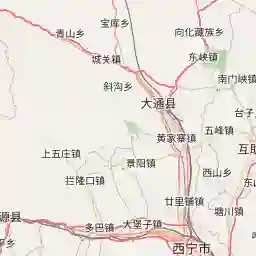 宝库乡
青山乡
向化藏族乡
城关镇
东峡镇
斜沟乡
南门峡镇
大通县
台子
五峰镇
黄家寨镇
互助
上五庄镇
景阳镇
西山乡
拦隆口镇
东山
廿里铺镇
塘川镇
源县
多巴镇
大堡子镇
西宁市